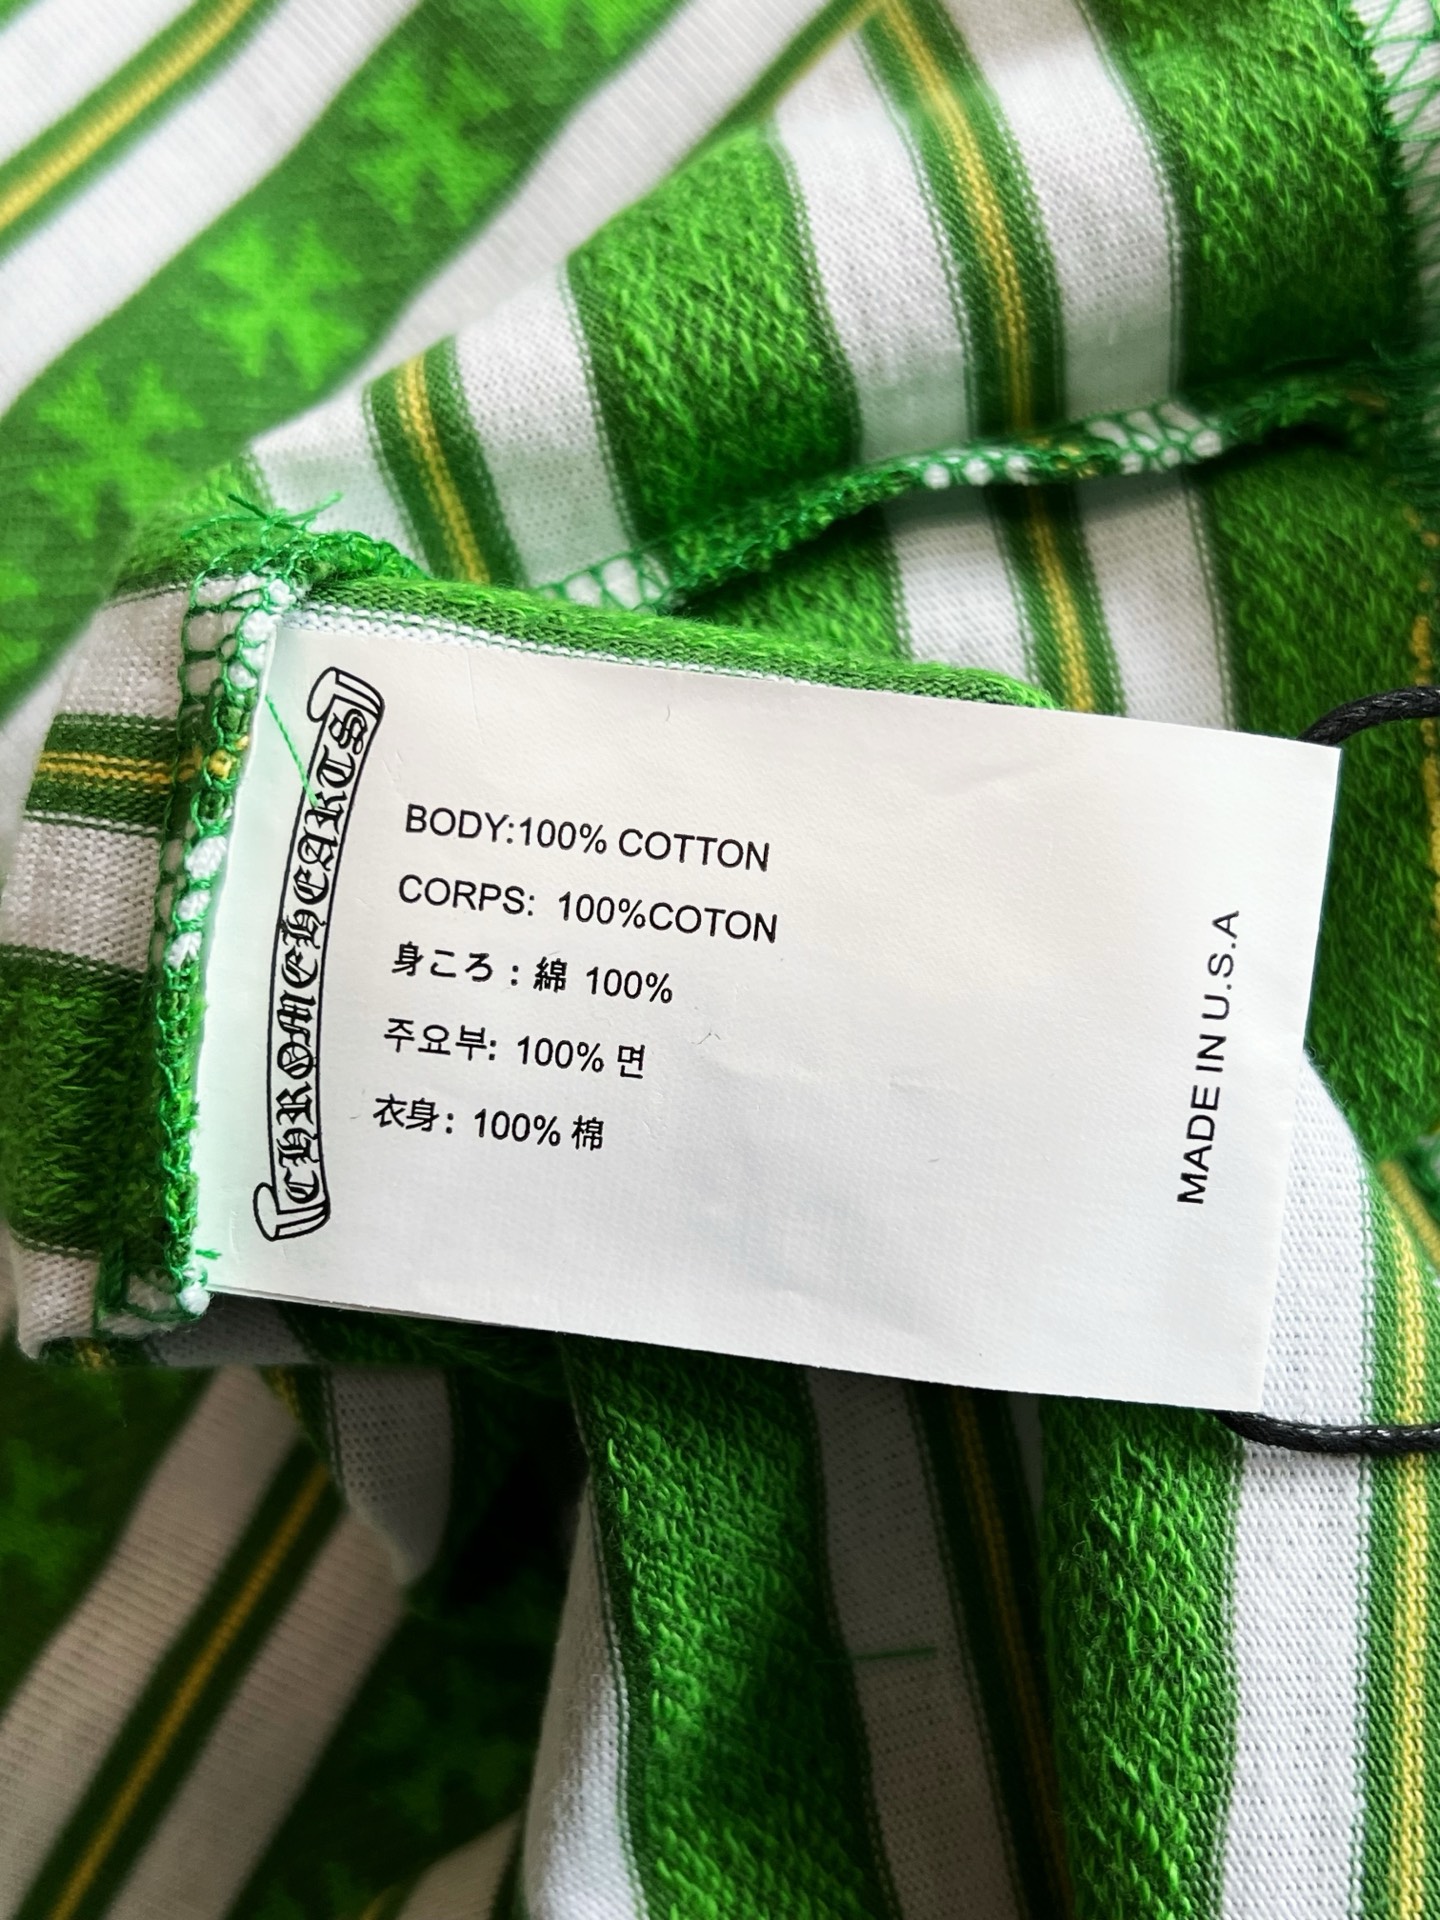 CHROME HEARTS
BODY:100% COTTON
CORPS: 100%COTON
身ころ : 綿 100%
주요부: 100% 면
衣身: 100% 棉
MADE IN U.S.A